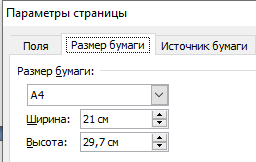 Параметры страницы
Поля Размер бумаги Источник бумаги
Размер бумаги:
A4
Ширина: 21 см
Высота: 29,7 см